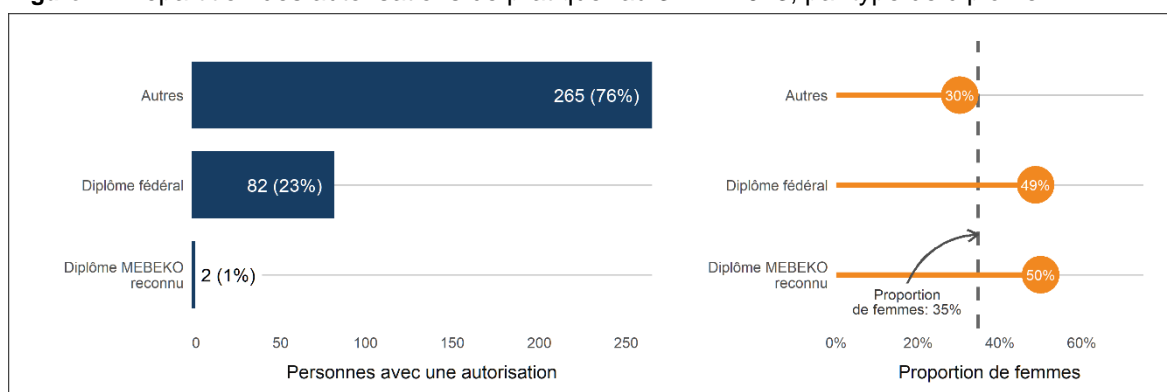 Autres
265 (76%)
Diplôme fédéral
82 (23%)
Diplôme MEBEKO
reconnu
2 (1%)
0 50 100 150 200 250
Personnes avec une autorisation
Autres
30%
Diplôme fédéral
49%
Diplôme MEBEKO
reconnu
50%
Proportion
de femmes: 35%
0% 20% 40% 60%
Proportion de femmes